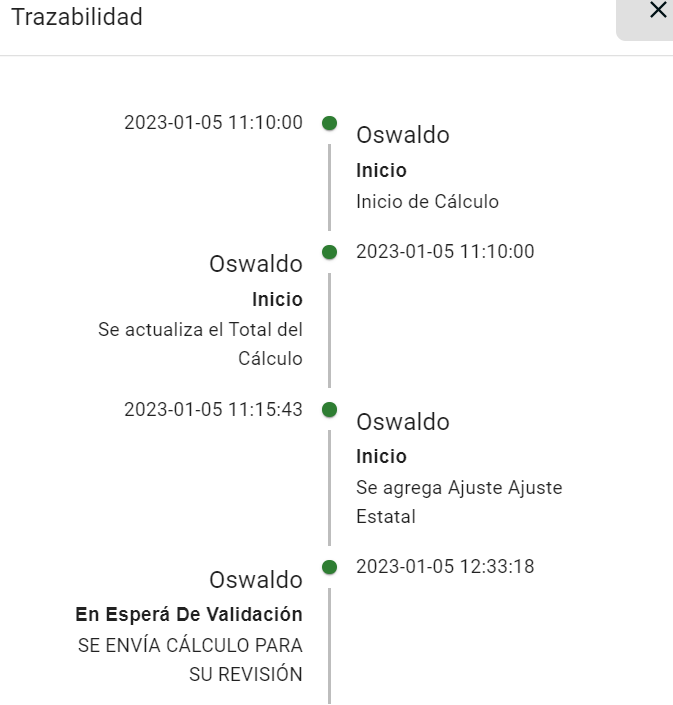 Trazabilidad
2023-01-05 11:10:00
Oswaldo
Inicio
Inicio de Cálculo
2023-01-05 11:10:00
Oswaldo
Inicio
Se actualiza el Total del
Cálculo
2023-01-05 11:15:43
Oswaldo
Inicio
Se agrega Ajuste Ajuste
Estatal
2023-01-05 12:33:18
Oswaldo
En Esperá De Validación
SE ENVÍA CÁLCULO PARA
SU REVISIÓN